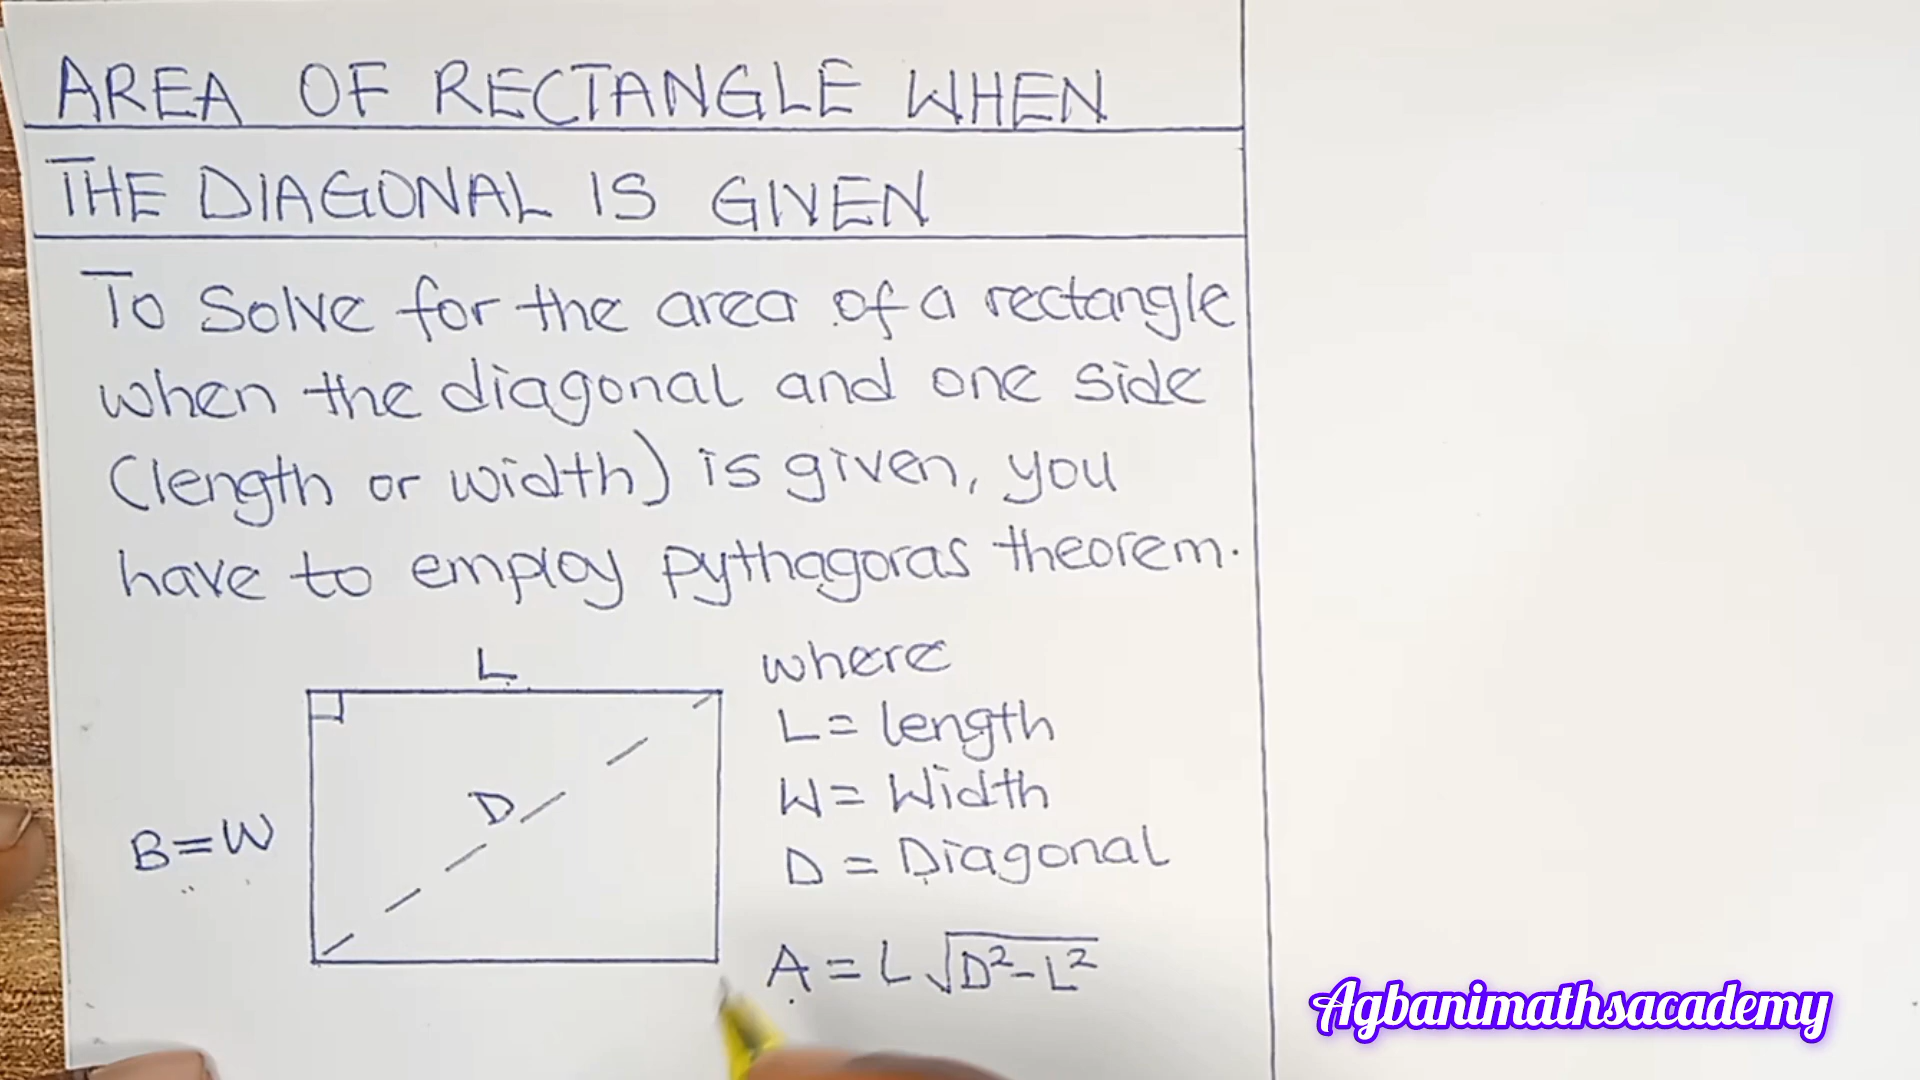 AREA OF RECTANGLE WHEN
THE DIAGONAL IS GIVEN
To Solve for the area of a rectangle
when the diagonal and one side
(length or width) is given, you
have to employ pythagoras theorem.
L
where
L = length
W = Width
D
B = W
D = Diagonal
A = L√D²-L²
Agbanimathsacademy